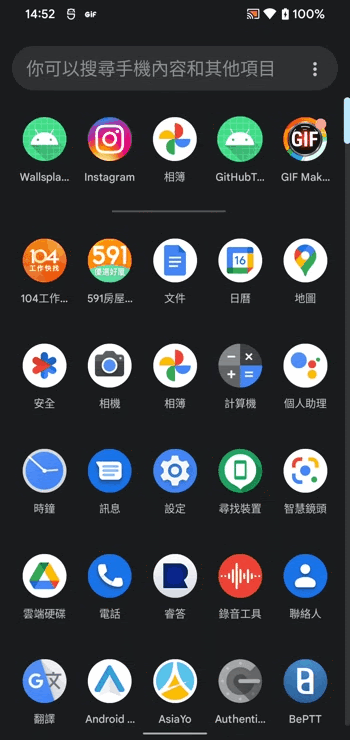 14:52 GIF 100%
你可以搜尋手機內容和其他項目
GIF
Wallspla... Instagram 相簿 GitHubT... GIF Mak...
104 工作快找 591 優選好屋 16
104工作... 591房屋... 文件 日曆 地圖
安全 相機 相簿 計算機 個人助理
時鐘 訊息 設定 尋找裝置 智慧鏡頭
雲端硬碟 電話 睿答 錄音工具 聯絡人
G 文
翻譯 Android ... AsiaYo Authenti... BePTT